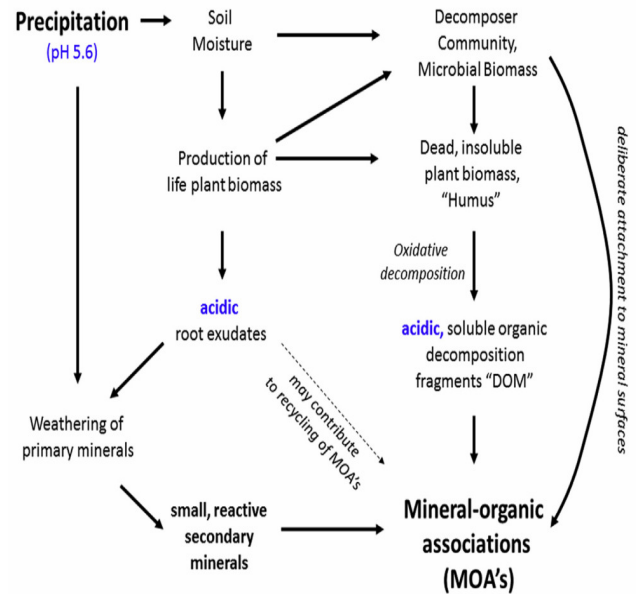 Precipitation
(pH 5.6)
Soil
Moisture
Decomposer
Community,
Microbial Biomass
Production of
life plant biomass
Dead, insoluble
plant biomass,
"Humus"
Oxidative
decomposition
acidic
root exudates
acidic, soluble organic
decomposition
fragments "DOM"
deliberate attachment to mineral surfaces
may contribute
to recycling of MOA's
Weathering of
primary minerals
small, reactive
secondary
minerals
Mineral-organic
associations
(MOA's)